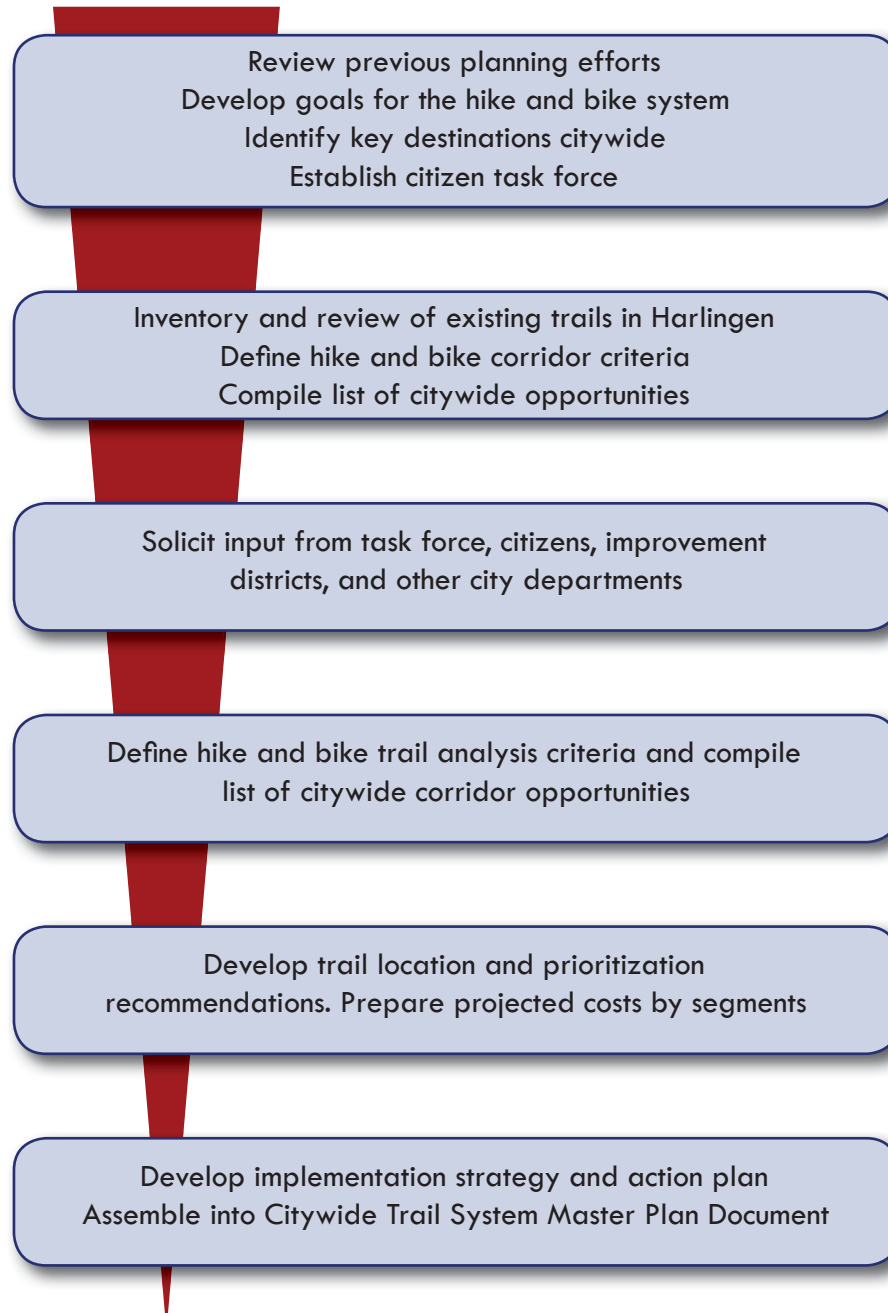 Review previous planning efforts
Develop goals for the hike and bike system
Identify key destinations citywide
Establish citizen task force
Inventory and review of existing trails in Harlingen
Define hike and bike corridor criteria
Compile list of citywide opportunities
Solicit input from task force, citizens, improvement
districts, and other city departments
Define hike and bike trail analysis criteria and compile
list of citywide corridor opportunities
Develop trail location and prioritization
recommendations. Prepare projected costs by segments
Develop implementation strategy and action plan
Assemble into Citywide Trail System Master Plan Document